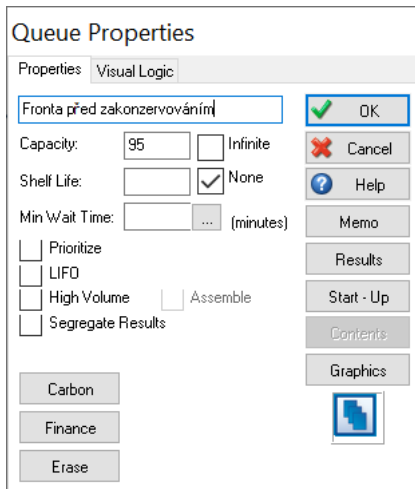 Queue Properties
Properties Visual Logic
Fronta před zakonzervováním
OK
Capacity: 95 Infinite
Cancel
Shelf Life: None
Help
Min Wait Time: ... (minutes)
Memo
Prioritize
Results
LIFO
High Volume Assemble
Start - Up
Segregate Results
Contents
Graphics
Carbon
Finance
Erase